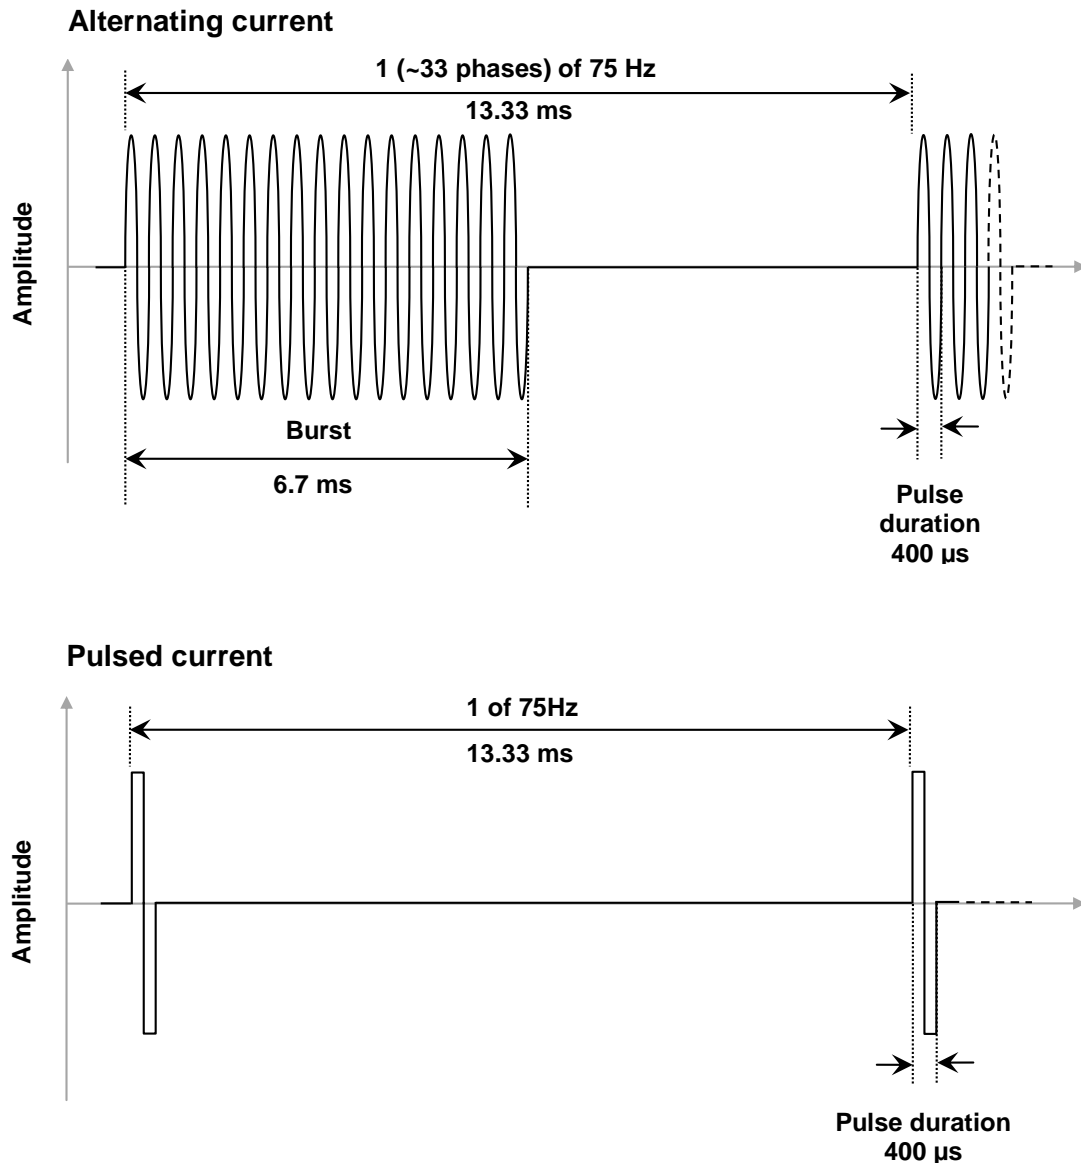 Alternating current
1 (~33 phases) of 75 Hz
13.33 ms
Amplitude
Burst
6.7 ms
Pulse
duration
400 µs
Pulsed current
1 of 75Hz
13.33 ms
Amplitude
Pulse duration
400 µs